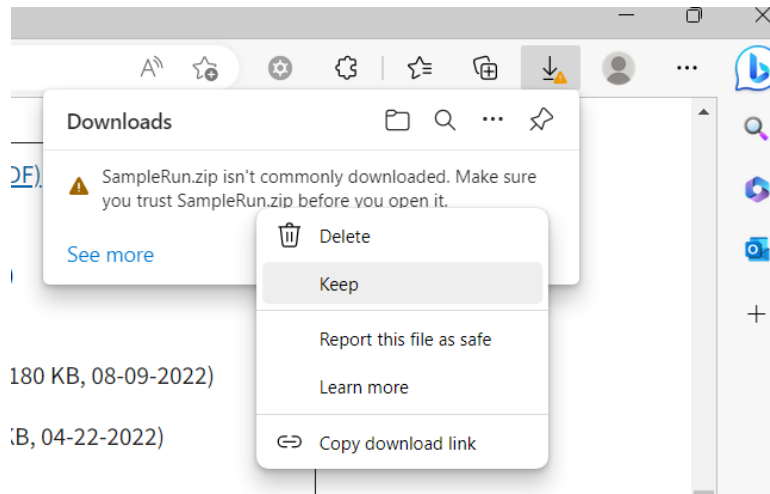 Downloads
DF)
SampleRun.zip isn't commonly downloaded. Make sure
you trust SampleRun.zip before you open it.
See more
Delete
Keep
Report this file as safe
Learn more
Copy download link
)
180 KB, 08-09-2022)
KB, 04-22-2022)